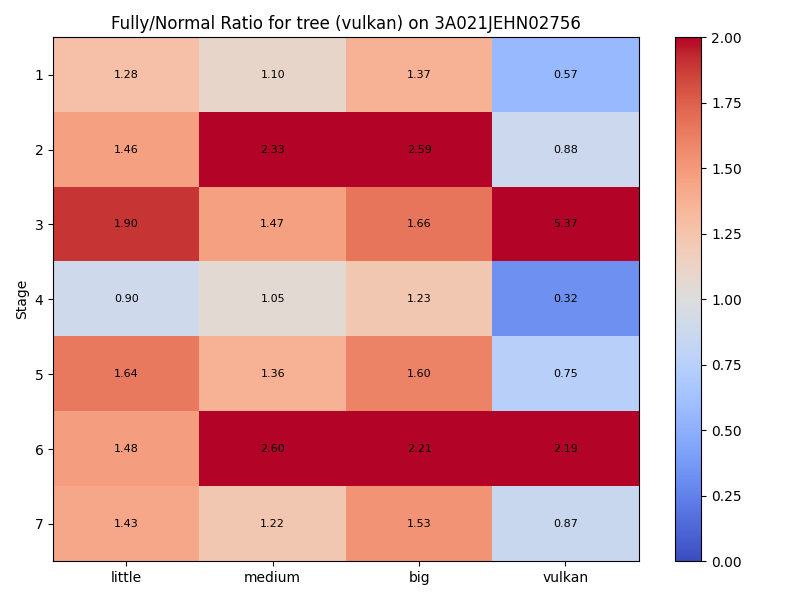 Fully/Normal Ratio for tree (vulkan) on 3A021JEHN02756
Stage
1 1.28 1.10 1.37 0.57
2 1.46 2.33 2.59 0.88
3 1.90 1.47 1.66 5.37
4 0.90 1.05 1.23 0.32
5 1.64 1.36 1.60 0.75
6 1.48 2.60 2.21 2.19
7 1.43 1.22 1.53 0.87
little medium big vulkan
2.00
1.75
1.50
1.25
1.00
0.75
0.50
0.25
0.00